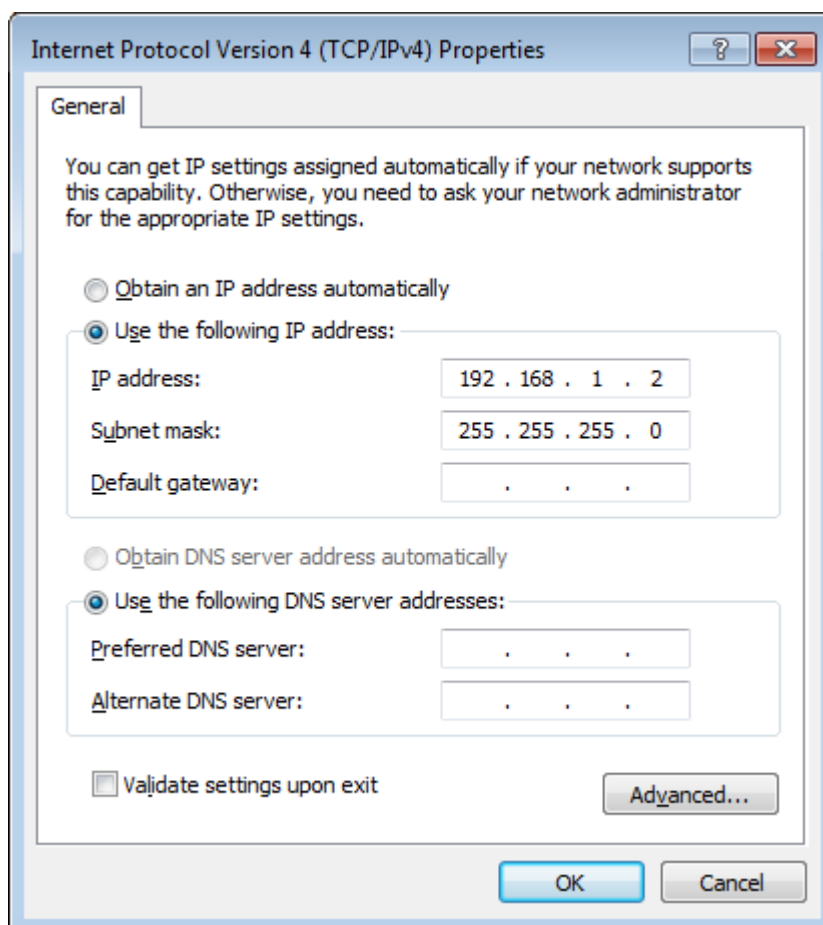 Internet Protocol Version 4 (TCP/IPv4) Properties
General
You can get IP settings assigned automatically if your network supports
this capability. Otherwise, you need to ask your network administrator
for the appropriate IP settings.
Obtain an IP address automatically
Use the following IP address:
IP address: 192 . 168 . 1 . 2
Subnet mask: 255 . 255 . 255 . 0
Default gateway: . . .
Obtain DNS server address automatically
Use the following DNS server addresses:
Preferred DNS server: . . .
Alternate DNS server: . . .
Validate settings upon exit
Advanced...
OK Cancel